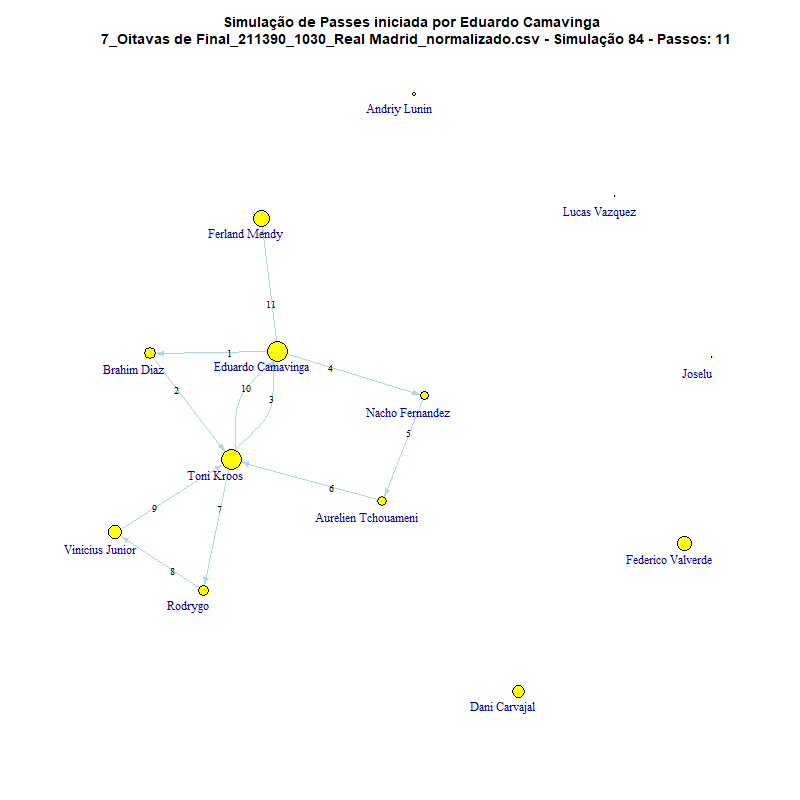 Simulação de Passes iniciada por Eduardo Camavinga
7_Oitavas de Final_211390_1030_Real Madrid_normalizado.csv - Simulação 84 - Passos: 11
Andriy Lunin
Lucas Vazquez
Ferland Mendy
11
1
Eduardo Camavinga
4
Brahim Diaz
Joselu
2
10
3
Nacho Fernandez
5
Toni Kroos
6
9
7
Aurelien Tchouameni
Vinicius Junior
Federico Valverde
8
Rodrygo
Dani Carvajal